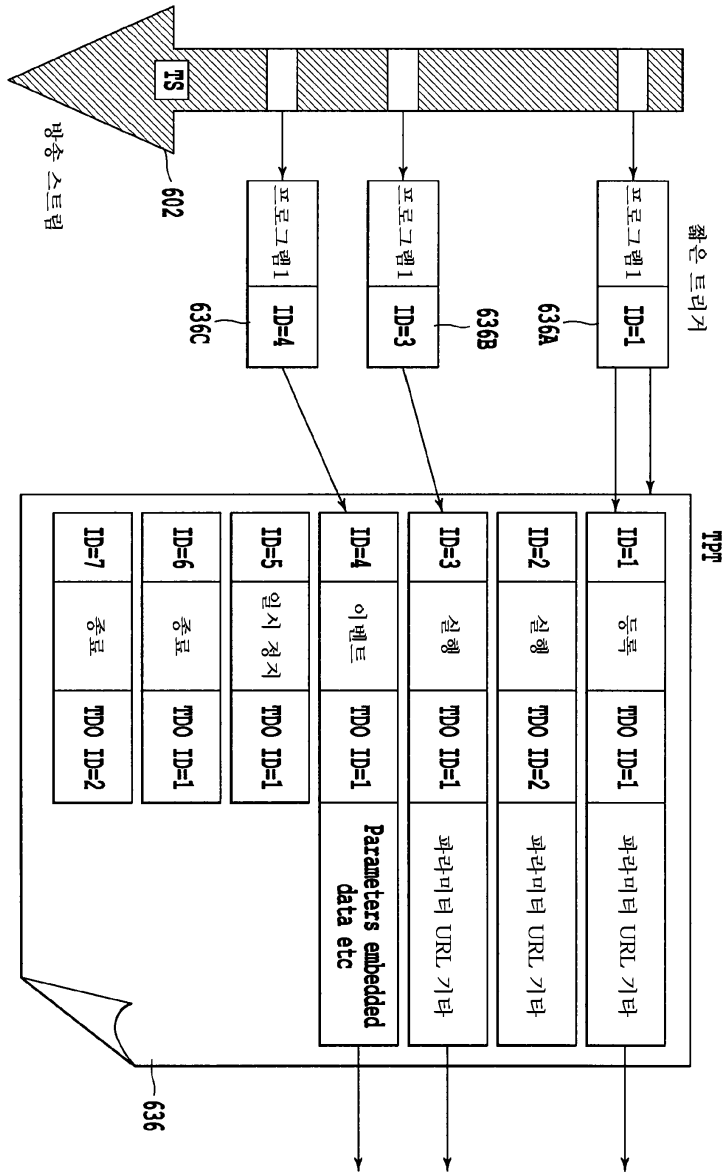 짧은 트리거
TPT
프로그램1 ID=1
636A
ID=1 등록 TDO ID=1 파라미터 URL 기타
ID=2 실행 TDO ID=2 파라미터 URL 기타
636B
프로그램1 ID=3
ID=3 실행 TDO ID=1 파라미터 URL 기타
ID=4 이벤트 TDO ID=1 Parameters embedded
data etc
프로그램1 ID=4
636C
ID=5 일시 정지 TDO ID=1
ID=6 종료 TDO ID=1
ID=7 종료 TDO ID=2
TS
602
방송 스트림
636